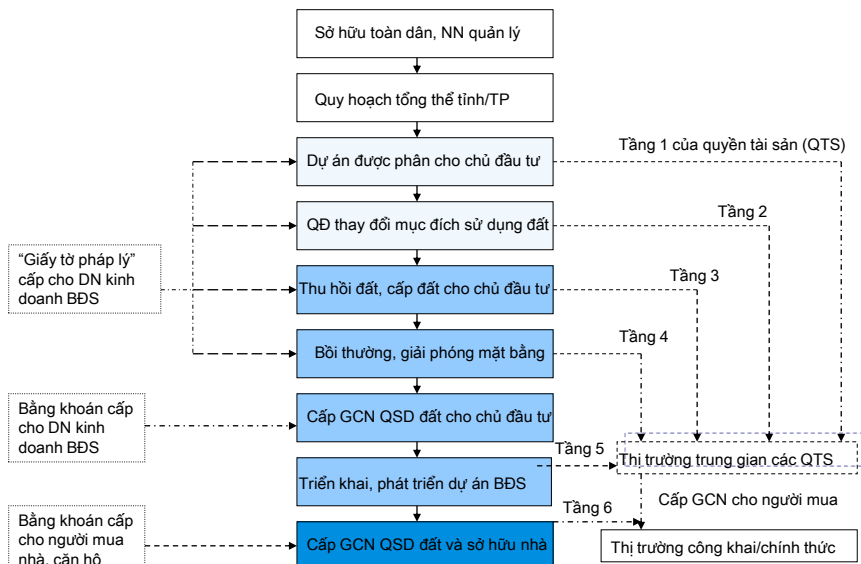 Sở hữu toàn dân, NN quản lý
Quy hoạch tổng thể tỉnh/TP
Tầng 1 của quyền tài sản (QTS)
Dự án được phân cho chủ đầu tư
Tầng 2
QĐ thay đổi mục đích sử dụng đất
“Giấy tờ pháp lý”
cấp cho DN kinh
doanh BĐS
Tầng 3
Thu hồi đất, cấp đất cho chủ đầu tư
Tầng 4
Bồi thường, giải phóng mặt bằng
Bằng khoán cấp
cho DN kinh
doanh BĐS
Cấp GCN QSD đất cho chủ đầu tư
Tầng 5
Thị trường trung gian các QTS
Triển khai, phát triển dự án BĐS
Cấp GCN cho người mua
Tầng 6
Bằng khoán cấp
cho người mua
nhà, căn hộ
Cấp GCN QSD đất và sở hữu nhà
Thị trường công khai/chính thức